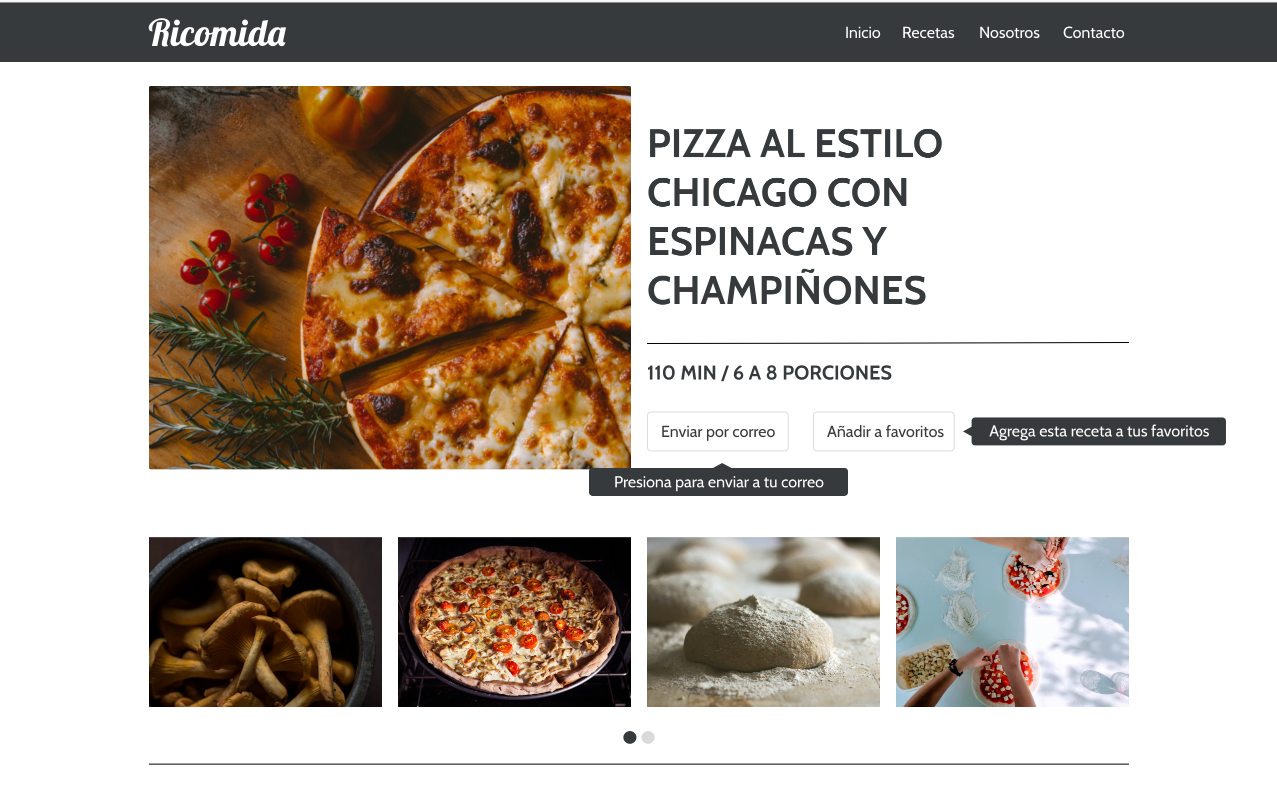 Ricomida
Inicio Recetas Nosotros Contacto
PIZZA AL ESTILO
CHICAGO CON
ESPINACAS Y
CHAMPIÑONES
110 MIN / 6 A 8 PORCIONES
Enviar por correo
Añadir a favoritos
Agrega esta receta a tus favoritos
Presiona para enviar a tu correo